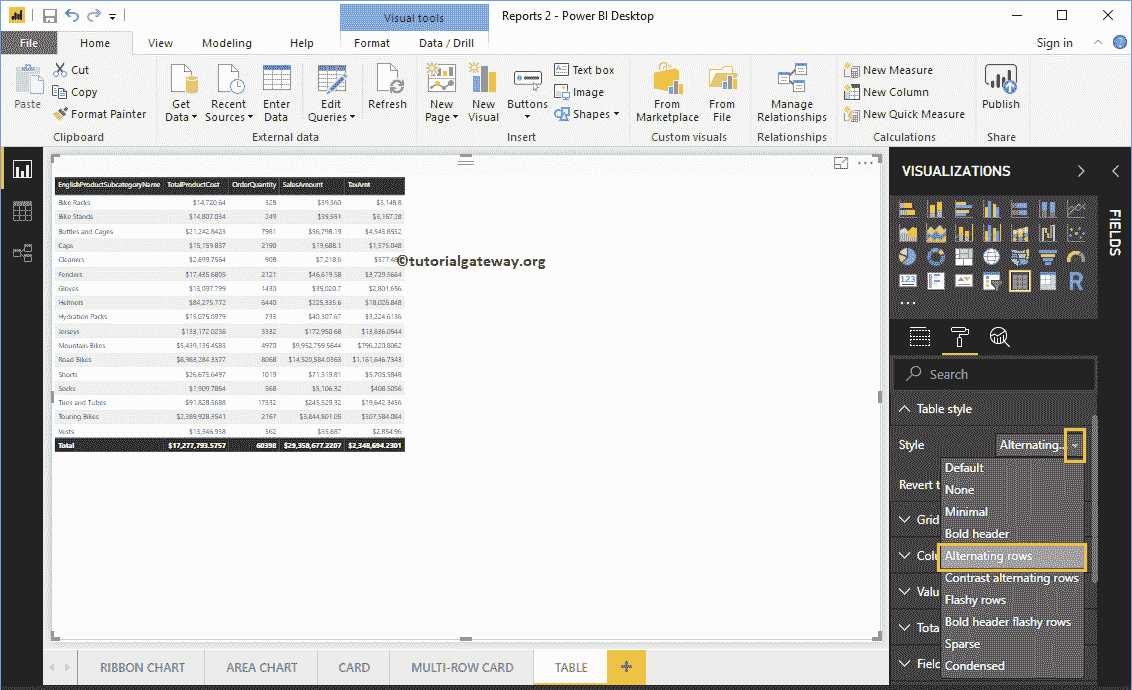 Visual tools
Reports 2 - Power BI Desktop
File
Home
View
Modeling
Help
Format
Data / Drill
Sign in
Paste
Cut
Copy
Format Painter
Clipboard
Get Data
Recent Sources
Enter Data
Edit Queries
External data
Refresh
New Page
New Visual
Buttons
Text box
Image
Shapes
Insert
From Marketplace
From File
Custom visuals
Manage Relationships
Relationships
New Measure
New Column
New Quick Measure
Calculations
Publish
Share
EnglishProductSubcategoryName TotalProductCost OrderQuantity SalesAmount TaxAmt
Bike Racks $14,720.64 328 $39,360 $3,148.8
Bike Stands $14,807.034 249 $39,591 $3,167.28
Bottles and Cages $21,242.8423 7981 $56,798.19 $4,543.8552
Caps $15,159.837 2190 $19,688.1 $1,575.048
Cleaners $2,699.7564 908 $7,218.6
Fenders $17,435.6805 2121 $46,619.58 $3,729.5664
Gloves $13,097.799 1430 $35,020.7 $2,801.656
Helmets $84,275.772 6440 $225,335.6 $18,026.848
Hydration Packs $15,075.0979 733 $40,307.67 $3,224.6136
Jerseys $133,172.0236 3332 $172,950.68 $13,836.0544
Mountain Bikes $5,439,135.4583 4970 $9,952,759.5644 $796,220.8062
Road Bikes $8,983,284.3377 8068 $14,520,584.0363 $1,161,646.7343
Shorts $26,673.6497 1019 $71,319.81 $5,705.5848
Socks $3,909.7864 568 $5,106.32 $408.5056
Tires and Tubes $91,828.5688 17332 $245,529.32 $19,642.3456
Touring Bikes $2,389,928.3541 2167 $3,844,801.05 $307,584.084
Vests $13,346.938 562 $35,687 $2,854.96
Total $17,277,793.5757 60398 $29,358,677.2207 $2,348,694.2301
©tutorialgateway.org
VISUALIZATIONS
FIELDS
123
R
Search
Table style
Style
Alternating...
Revert t
Grid
Colu
Valu
Tota
Field
Default
None
Minimal
Bold header
Alternating rows
Contrast alternating rows
Flashy rows
Bold header flashy rows
Sparse
Condensed
RIBBON CHART
AREA CHART
CARD
MULTI-ROW CARD
TABLE
+